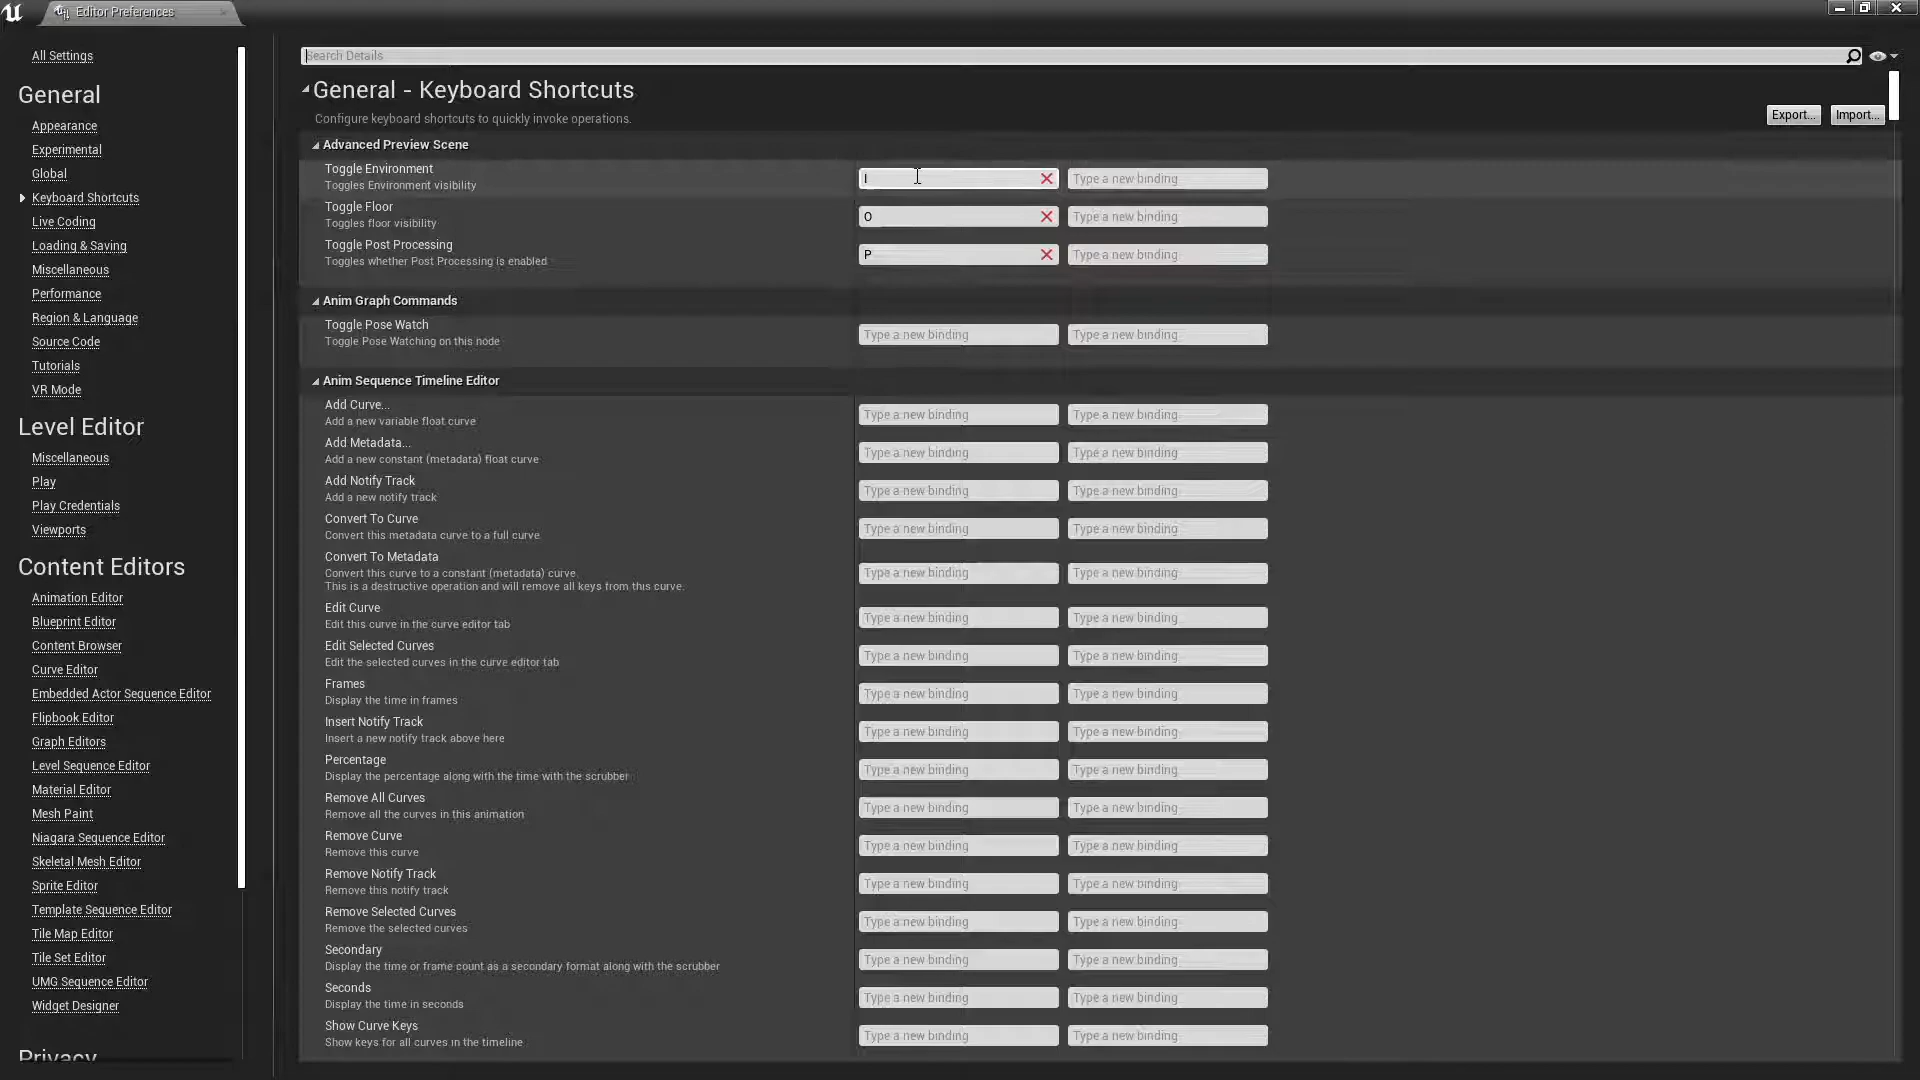 Editor Preferences
All Settings
General
Appearance
Experimental
Global
Keyboard Shortcuts
Live Coding
Loading & Saving
Miscellaneous
Performance
Region & Language
Source Code
Tutorials
VR Mode
Level Editor
Miscellaneous
Play
Play Credentials
Viewports
Content Editors
Animation Editor
Blueprint Editor
Content Browser
Curve Editor
Embedded Actor Sequence Editor
Flipbook Editor
Graph Editors
Level Sequence Editor
Material Editor
Mesh Paint
Niagara Sequence Editor
Skeletal Mesh Editor
Sprite Editor
Template Sequence Editor
Tile Map Editor
Tile Set Editor
UMG Sequence Editor
Widget Designer
Privacy
Search Details
General - Keyboard Shortcuts
Configure keyboard shortcuts to quickly invoke operations.
Export... Import...
Advanced Preview Scene
Toggle Environment
Toggles Environment visibility
I Type a new binding
Toggle Floor
Toggles floor visibility
O Type a new binding
Toggle Post Processing
Toggles whether Post Processing is enabled
P Type a new binding
Anim Graph Commands
Toggle Pose Watch
Toggle Pose Watching on this node
Type a new binding Type a new binding
Anim Sequence Timeline Editor
Add Curve...
Add a new variable float curve
Type a new binding Type a new binding
Add Metadata...
Add a new constant (metadata) float curve
Type a new binding Type a new binding
Add Notify Track
Add a new notify track
Type a new binding Type a new binding
Convert To Curve
Convert this metadata curve to a full curve
Type a new binding Type a new binding
Convert To Metadata
Convert this curve to a constant (metadata) curve.
This is a destructive operation and will remove all keys from this curve.
Type a new binding Type a new binding
Edit Curve
Edit this curve in the curve editor tab
Type a new binding Type a new binding
Edit Selected Curves
Edit the selected curves in the curve editor tab
Type a new binding Type a new binding
Frames
Display the time in frames
Type a new binding Type a new binding
Insert Notify Track
Insert a new notify track above here
Type a new binding Type a new binding
Percentage
Display the percentage along with the time with the scrubber
Type a new binding Type a new binding
Remove All Curves
Remove all the curves in this animation
Type a new binding Type a new binding
Remove Curve
Remove this curve
Type a new binding Type a new binding
Remove Notify Track
Remove this notify track
Type a new binding Type a new binding
Remove Selected Curves
Remove the selected curves
Type a new binding Type a new binding
Secondary
Display the time or frame count as a secondary format along with the scrubber
Type a new binding Type a new binding
Seconds
Display the time in seconds
Type a new binding Type a new binding
Show Curve Keys
Show keys for all curves in the timeline
Type a new binding Type a new binding